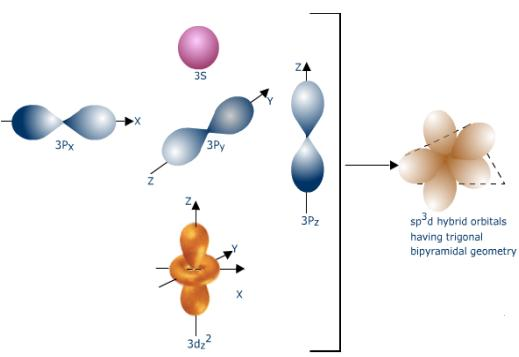 3S
Z
Y
X
3Px
3Py
Z
3Pz
Z
Y
X
3dz2
sp3d hybrid orbitals
having trigonal
bipyramidal geometry